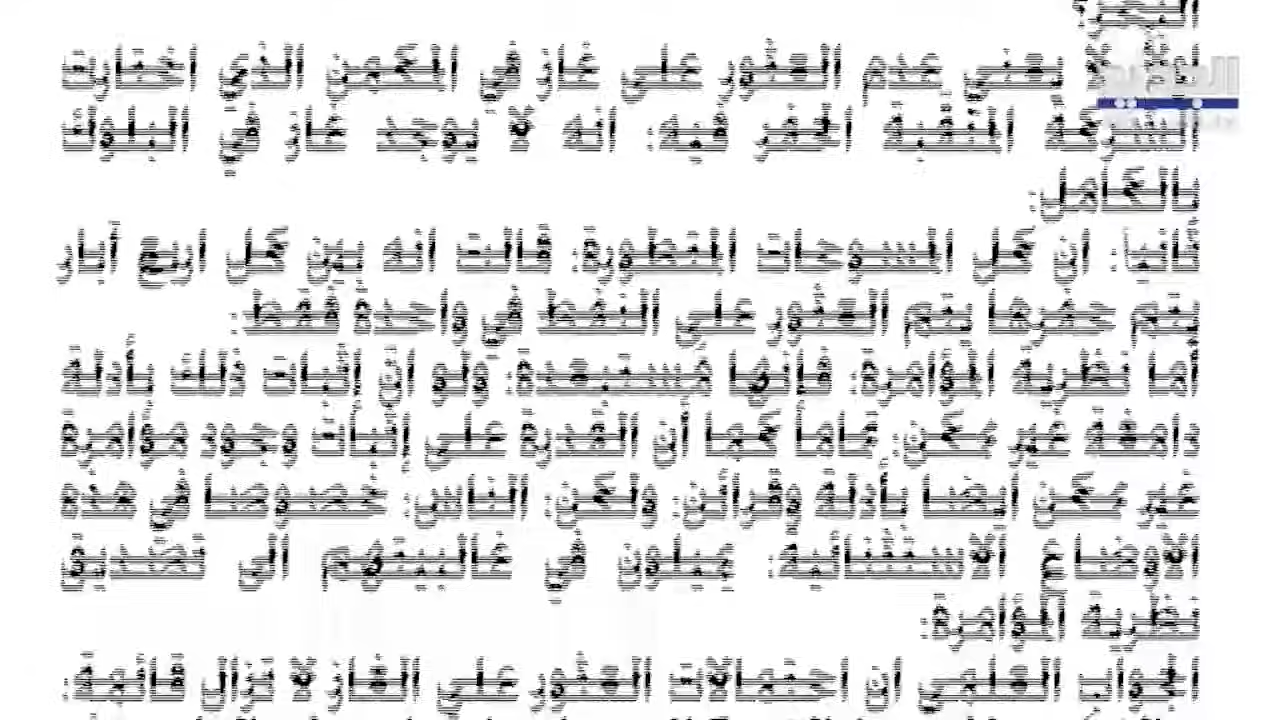 البحر؟
اولاً لا يعني عدم العثور على غاز في المكمن الذي اختارت
الشركة المنقبة الحفر فيه، انه لا يوجد غاز في البلوك
بالكامل.
ثانيا، ان كل المسوحات المتطورة، قالت انه بين كل اربع آبار
يتم حفرها يتم العثور على النفط في واحدة فقط.
أما نظرية المؤامرة، فإنها مستبعدة، ولو ان إثبات ذلك بأدلة
دامغة غير ممكن، تماماً كما أن القدرة على إثبات وجود مؤامرة
غير ممكن أيضا بأدلة وقرائن، ولكن، الناس، خصوصا في هذه
الاوضاع الاستثنائية، يميلون في غالبيتهم الى تصديق
نظرية المؤامرة.
الجواب العلمي ان احتمالات العثور على الغاز لا تزال قائمة،